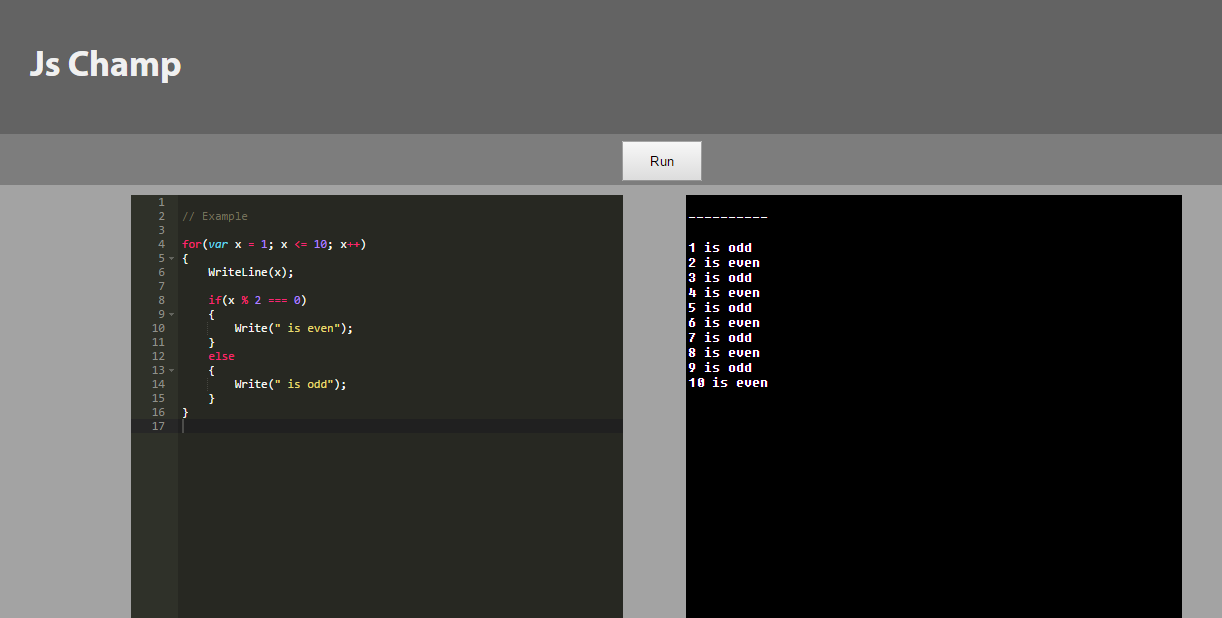 Js Champ
Run
1
2 // Example
3
4 for(var x = 1; x <= 10; x++)
5 {
6     WriteLine(x);
7
8     if(x % 2 === 0)
9     {
10         Write(" is even");
11     }
12     else
13     {
14         Write(" is odd");
15     }
16 }
17
----------
1 is odd
2 is even
3 is odd
4 is even
5 is odd
6 is even
7 is odd
8 is even
9 is odd
10 is even